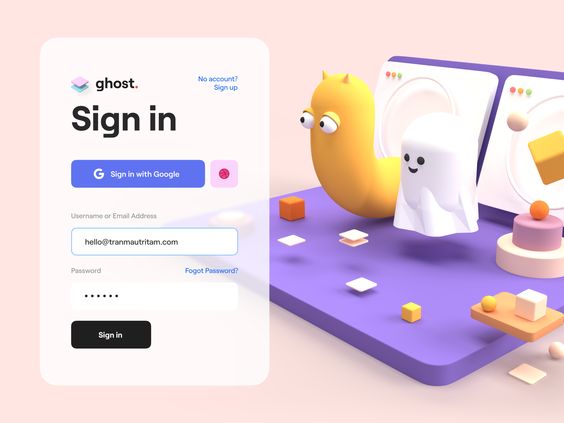 ghost.
No account?
Sign up
Sign in
G Sign in with Google
Username or Email Address
hello@tranmautritam.com
Password
Fogot Password?
Sign in